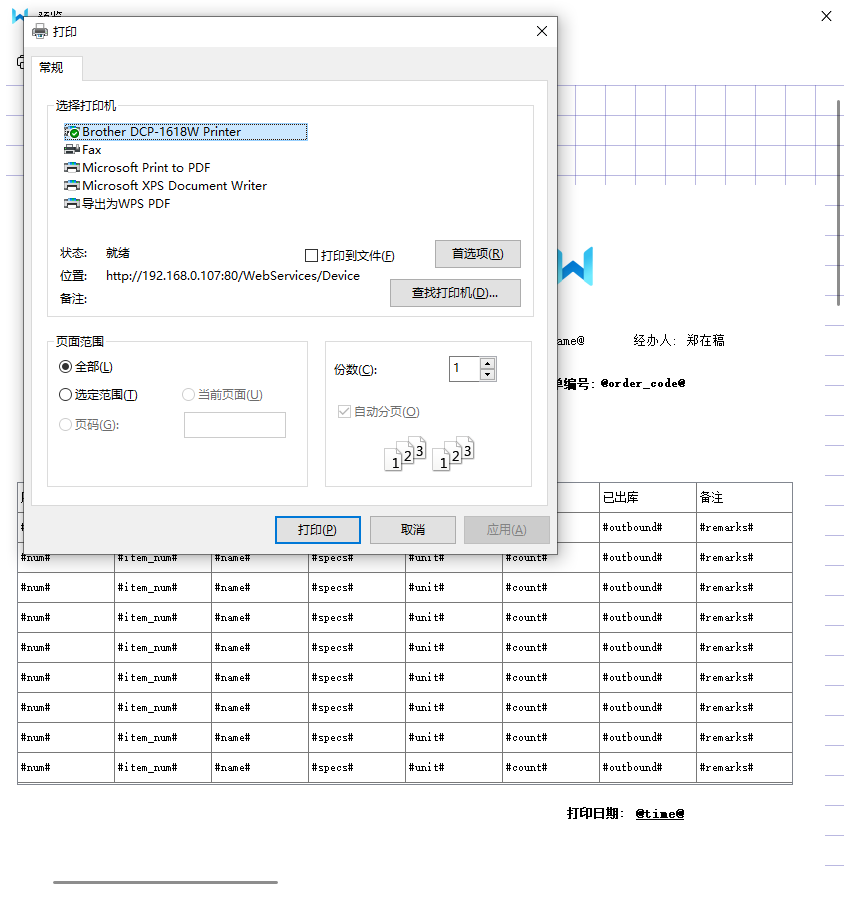 预览
打印
常规
选择打印机
Brother DCP-1618W Printer
Fax
Microsoft Print to PDF
Microsoft XPS Document Writer
导出为WPS PDF
状态: 就绪
打印到文件(F)
首选项(R)
位置: http://192.168.0.107:80/WebServices/Device
备注:
查找打印机(D)...
页面范围
全部(L)
选定范围(T) 当前页面(U)
页码(G):
份数(C): 1
自动分页(O)
1 2 3 1 2 3
打印(P) 取消 应用(A)
ame@ 经办人: 郑在稿
单编号: @order_code@
已出库 备注
#outbound# #remarks#
#num# #item_num# #name# #specs# #unit# #count# #outbound# #remarks#
#num# #item_num# #name# #specs# #unit# #count# #outbound# #remarks#
#num# #item_num# #name# #specs# #unit# #count# #outbound# #remarks#
#num# #item_num# #name# #specs# #unit# #count# #outbound# #remarks#
#num# #item_num# #name# #specs# #unit# #count# #outbound# #remarks#
#num# #item_num# #name# #specs# #unit# #count# #outbound# #remarks#
#num# #item_num# #name# #specs# #unit# #count# #outbound# #remarks#
#num# #item_num# #name# #specs# #unit# #count# #outbound# #remarks#
打印日期: @time@